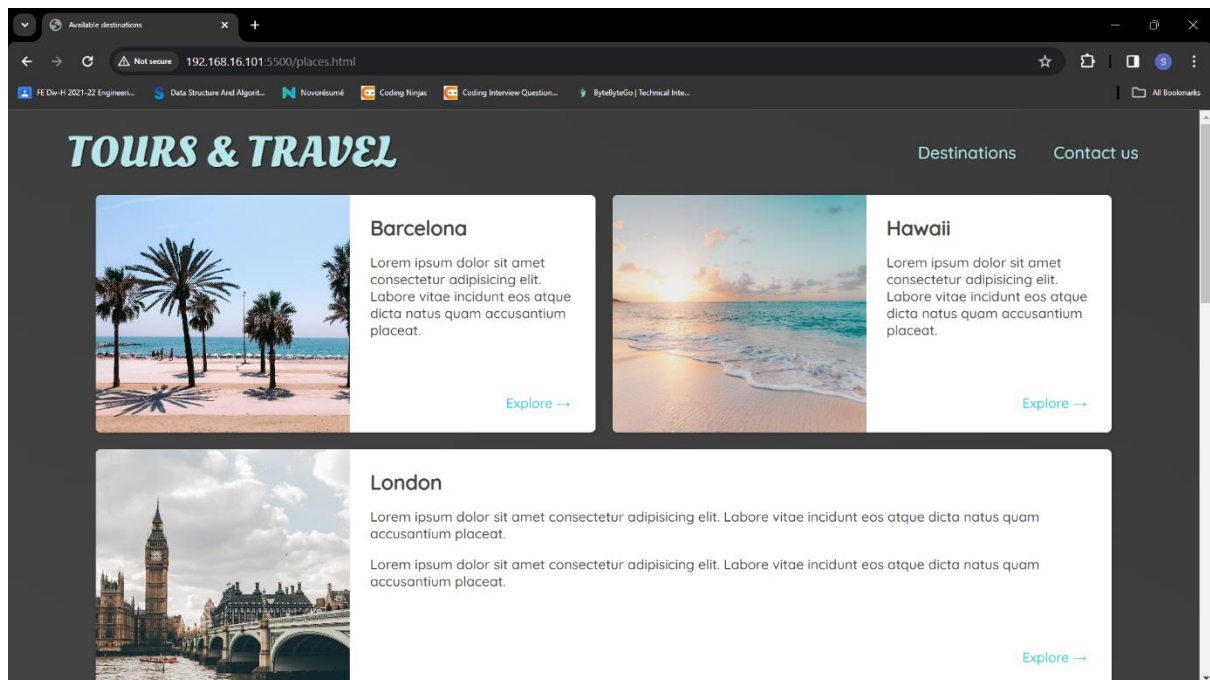 Available destinations
Not secure 192.168.16.101:5500/places.html
S
FE Div-H 2021-22 Engineeri...
Data Structure And Algorit...
Novorésumé
Coding Ninjas
Coding Interview Question...
ByteByteGo | Technical Inte...
All Bookmarks
TOURS & TRAVEL
Destinations
Contact us
Barcelona
Lorem ipsum dolor sit amet
consectetur adipisicing elit.
Labore vitae incidunt eos atque
dicta natus quam accusantium
placeat.
Explore →
Hawaii
Lorem ipsum dolor sit amet
consectetur adipisicing elit.
Labore vitae incidunt eos atque
dicta natus quam accusantium
placeat.
Explore →
London
Lorem ipsum dolor sit amet consectetur adipisicing elit. Labore vitae incidunt eos atque dicta natus quam
accusantium placeat.
Lorem ipsum dolor sit amet consectetur adipisicing elit. Labore vitae incidunt eos atque dicta natus quam
accusantium placeat.
Explore →